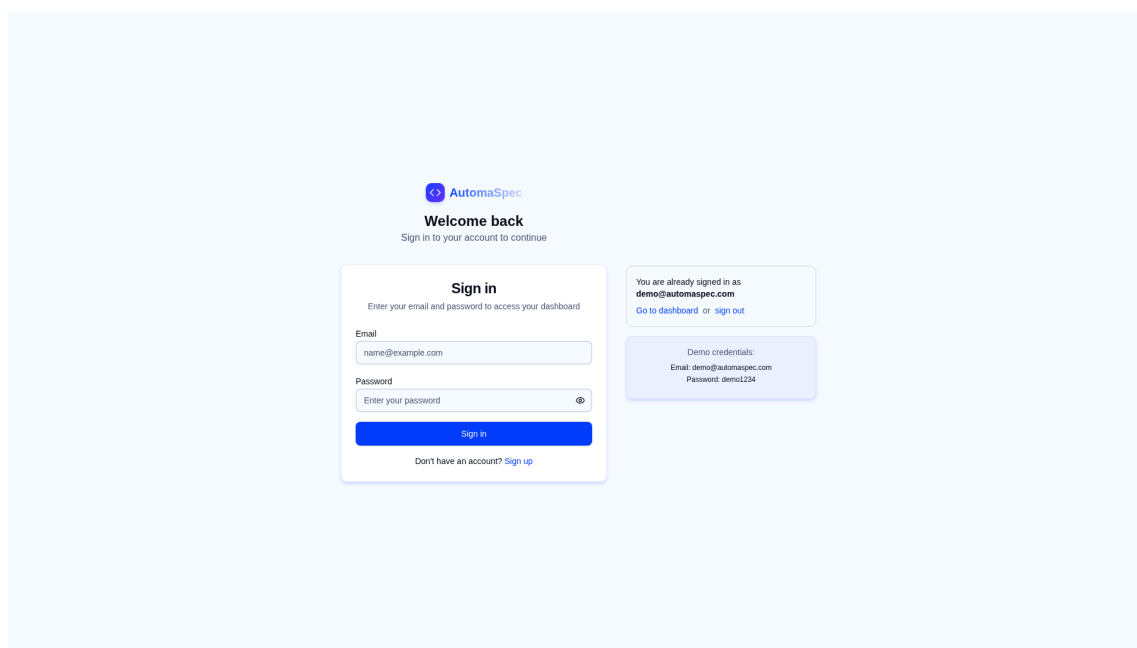 AutomaSpec
Welcome back
Sign in to your account to continue
Sign in
Enter your email and password to access your dashboard
Email
name@example.com
Password
Enter your password
Sign in
Don't have an account? Sign up
You are already signed in as
demo@automaspec.com
Go to dashboard or sign out
Demo credentials:
Email: demo@automaspec.com
Password: demo1234